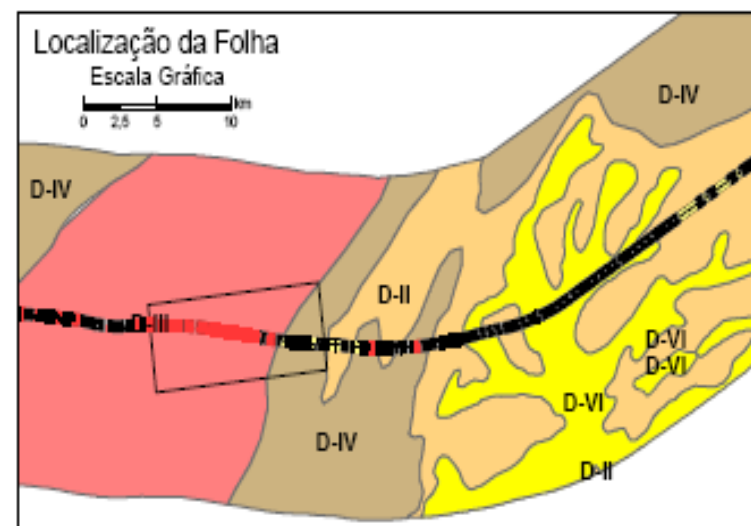 Localização da Folha
Escala Gráfica
km
0 2,5 5 10
D-IV
D-IV
D-III
D-II
D-VI
D-VI
D-VI
D-IV
D-II